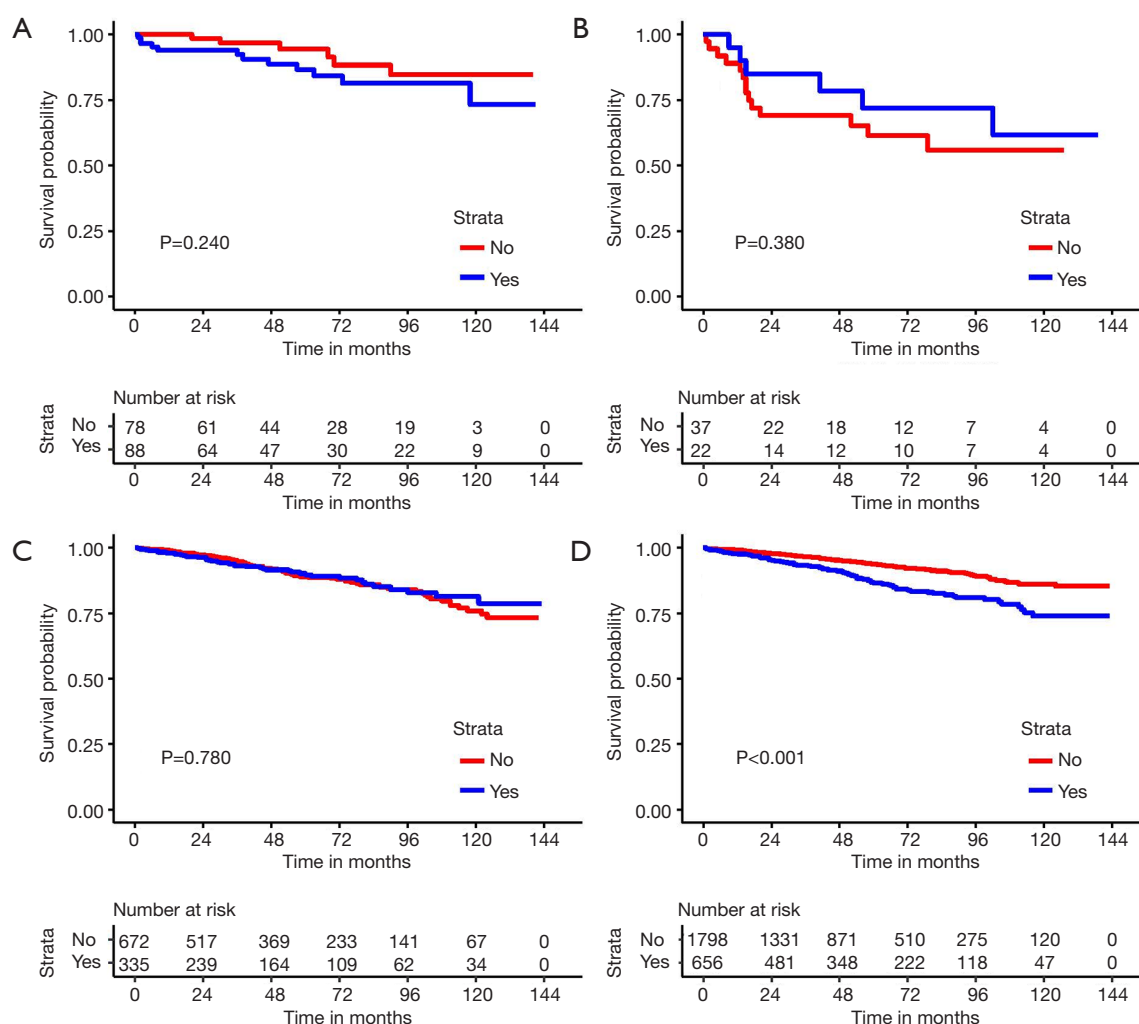 A
Survival probability
1.00
0.75
0.50
0.25
0.00
P=0.240
Strata
No
Yes
0 24 48 72 96 120 144
Time in months
Number at risk
Strata
No 78 61 44 28 19 3 0
Yes 88 64 47 30 22 9 0
0 24 48 72 96 120 144
Time in months
B
Survival probability
1.00
0.75
0.50
0.25
0.00
P=0.380
Strata
No
Yes
0 24 48 72 96 120 144
Time in months
Number at risk
Strata
No 37 22 18 12 7 4 0
Yes 22 14 12 10 7 4 0
0 24 48 72 96 120 144
Time in months
C
Survival probability
1.00
0.75
0.50
0.25
0.00
P=0.780
Strata
No
Yes
0 24 48 72 96 120 144
Time in months
Number at risk
Strata
No 672 517 369 233 141 67 0
Yes 335 239 164 109 62 34 0
0 24 48 72 96 120 144
Time in months
D
Survival probability
1.00
0.75
0.50
0.25
0.00
P<0.001
Strata
No
Yes
0 24 48 72 96 120 144
Time in months
Number at risk
Strata
No 1798 1331 871 510 275 120 0
Yes 656 481 348 222 118 47 0
0 24 48 72 96 120 144
Time in months